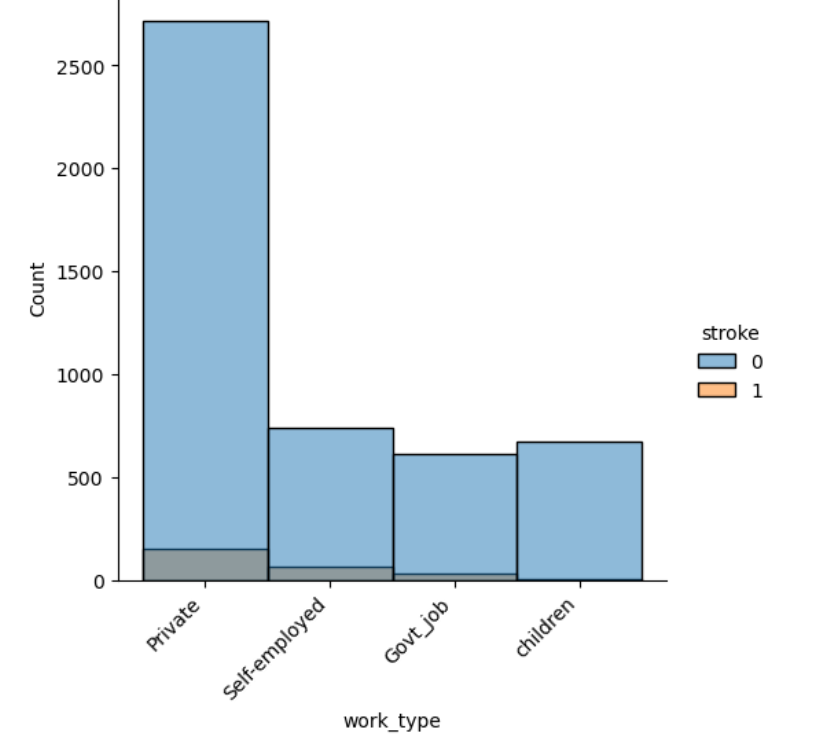 2500
2000
1500
1000
500
0
Count
Private
Self-employed
Govt_job
children
work_type
stroke
0
1